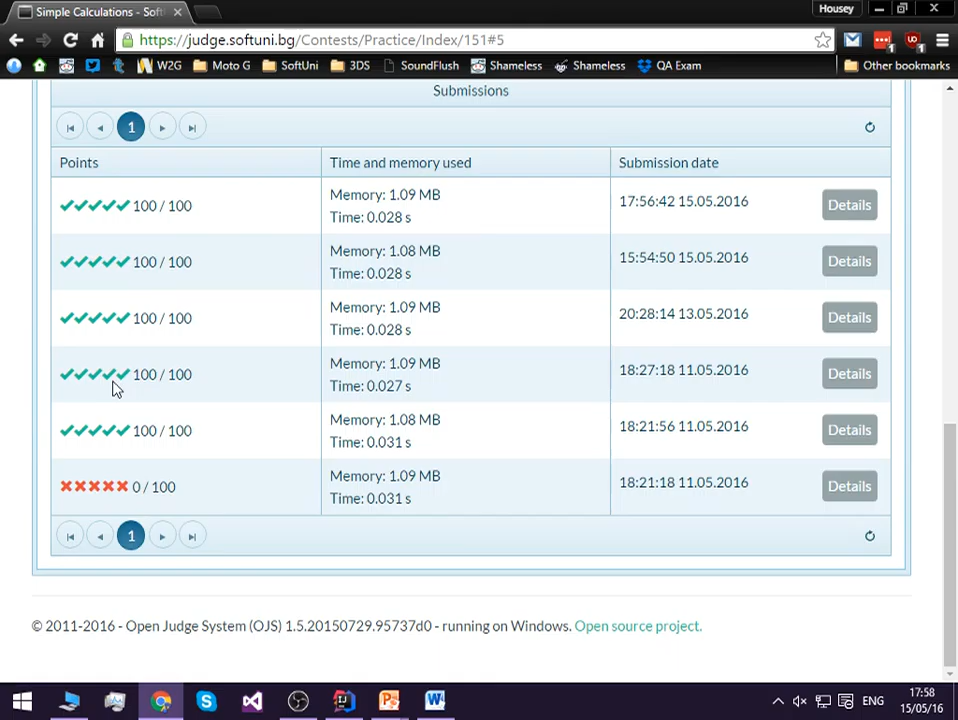 Simple Calculations - Soft
Housey
https://judge.softuni.bg/Contests/Practice/Index/151#5
W2G Moto G SoftUni 3DS SoundFlush Shameless Shameless QA Exam Other bookmarks
Submissions
1
Points Time and memory used Submission date
100 / 100 Memory: 1.09 MB 17:56:42 15.05.2016 Details
Time: 0.028 s
100 / 100 Memory: 1.08 MB 15:54:50 15.05.2016 Details
Time: 0.028 s
100 / 100 Memory: 1.09 MB 20:28:14 13.05.2016 Details
Time: 0.028 s
100 / 100 Memory: 1.09 MB 18:27:18 11.05.2016 Details
Time: 0.027 s
100 / 100 Memory: 1.08 MB 18:21:56 11.05.2016 Details
Time: 0.031 s
0 / 100 Memory: 1.09 MB 18:21:18 11.05.2016 Details
Time: 0.031 s
1
© 2011-2016 - Open Judge System (OJS) 1.5.20150729.95737d0 - running on Windows. Open source project.
ENG 17:58
15/05/16